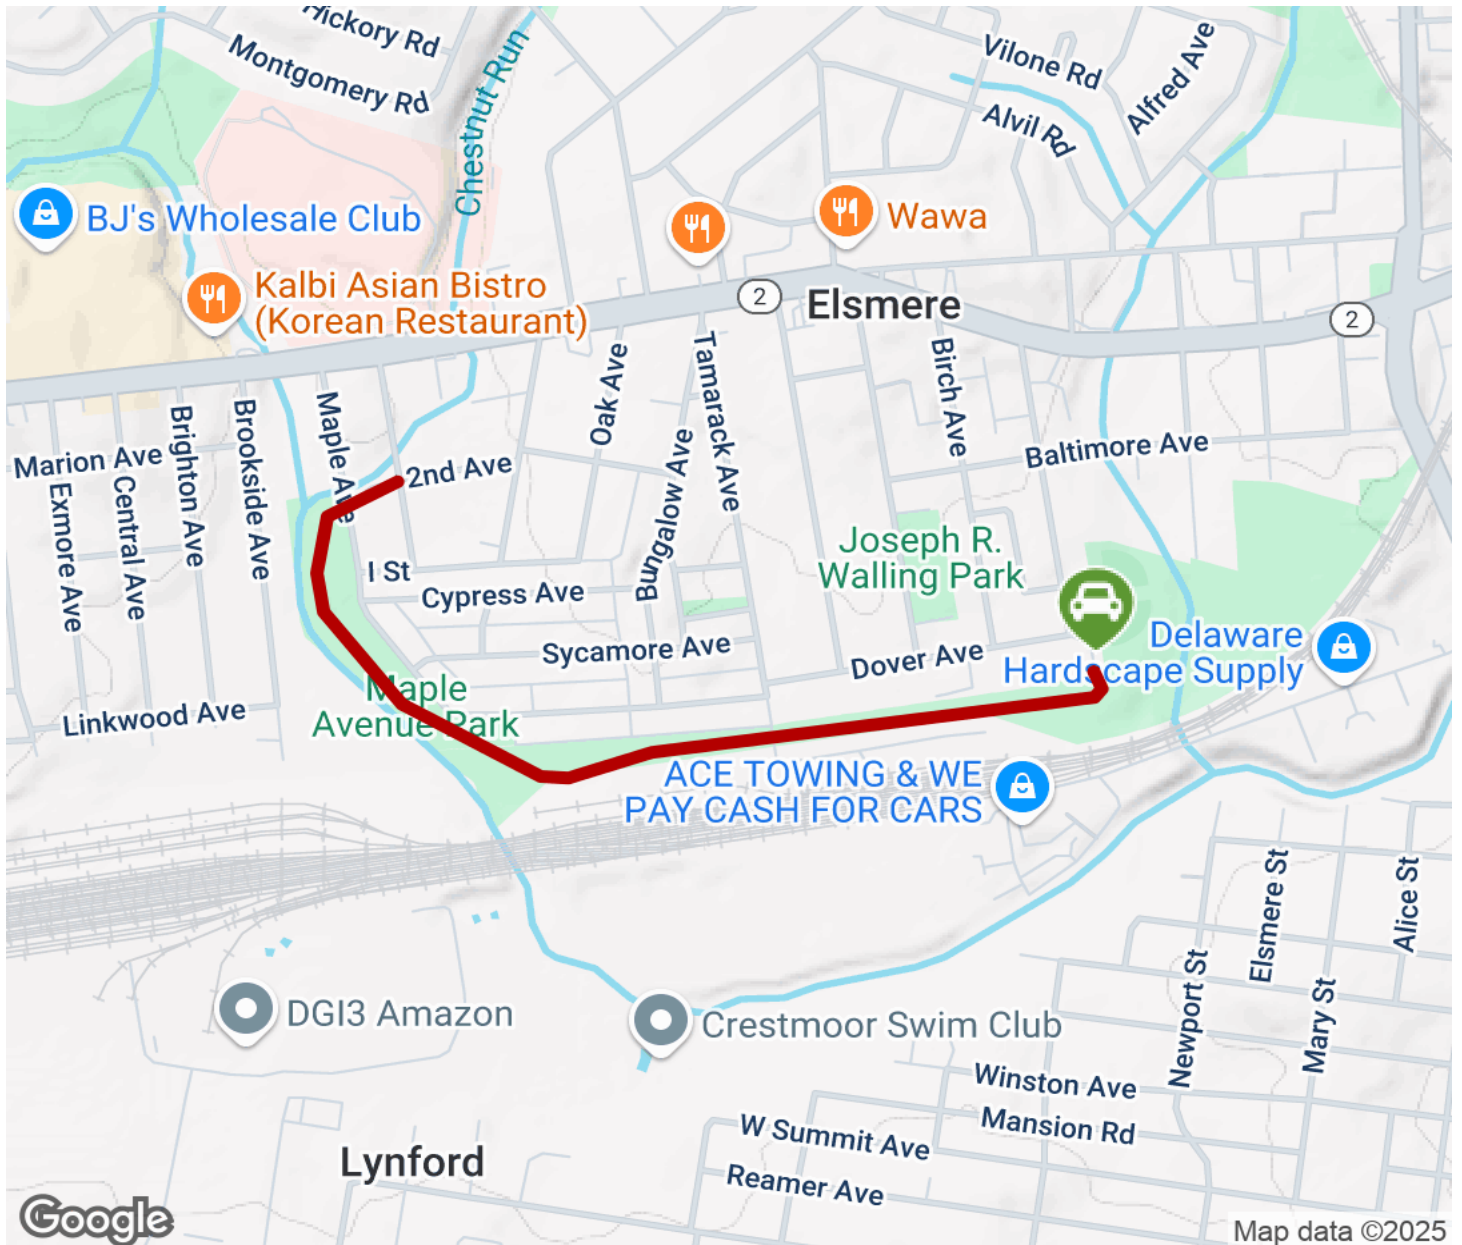 Hickory Rd
Montgomery Rd
Chestnut Run
Vilone Rd
Alfred Ave
Alvil Rd
BJ's Wholesale Club
Wawa
Kalbi Asian Bistro
(Korean Restaurant)
2
Elsmere
2
Oak Ave
Tamarack Ave
Birch Ave
Maple Ave
Marion Ave
Brighton Ave
Brookside Ave
2nd Ave
Baltimore Ave
Exmore Ave
Central Ave
Bungalow Ave
I St
Cypress Ave
Joseph R.
Walling Park
Sycamore Ave
Dover Ave
Delaware
Hardscape Supply
Linkwood Ave
Maple
Avenue Park
ACE TOWING & WE
PAY CASH FOR CARS
Elsmere St
Alice St
Newport St
Mary St
DGI3 Amazon
Crestmoor Swim Club
Winston Ave
Mansion Rd
W Summit Ave
Reamer Ave
Lynford
Google
Map data ©2025